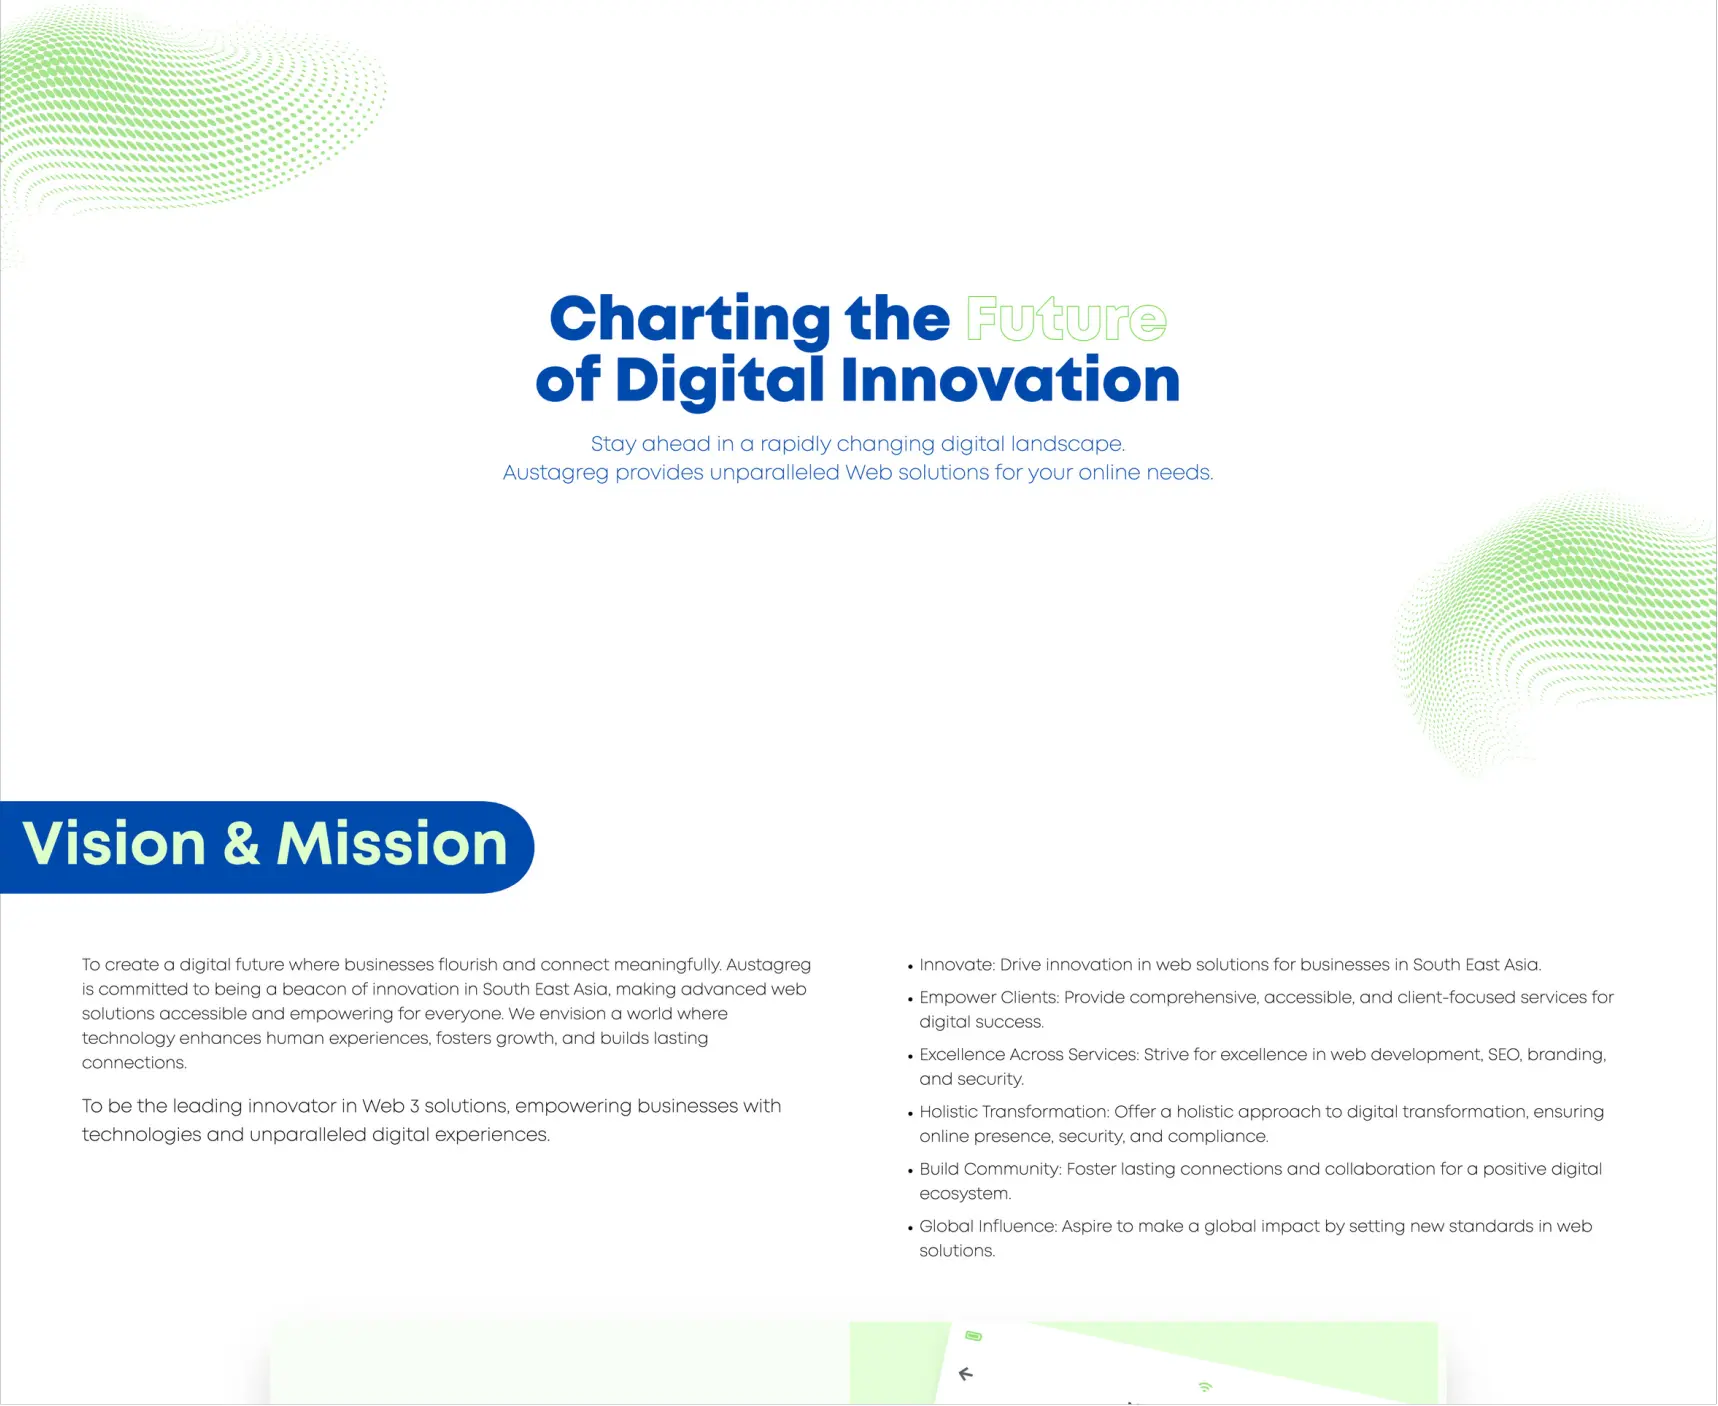 Charting the Future
of Digital Innovation
Stay ahead in a rapidly changing digital landscape.
Austagreg provides unparalleled Web solutions for your online needs.
Vision & Mission
To create a digital future where businesses flourish and connect meaningfully. Austagreg
is committed to being a beacon of innovation in South East Asia, making advanced web
solutions accessible and empowering for everyone. We envision a world where
technology enhances human experiences, fosters growth, and builds lasting
connections.
To be the leading innovator in Web 3 solutions, empowering businesses with
technologies and unparalleled digital experiences.
• Innovate: Drive innovation in web solutions for businesses in South East Asia.
• Empower Clients: Provide comprehensive, accessible, and client-focused services for
digital success.
• Excellence Across Services: Strive for excellence in web development, SEO, branding,
and security.
• Holistic Transformation: Offer a holistic approach to digital transformation, ensuring
online presence, security, and compliance.
• Build Community: Foster lasting connections and collaboration for a positive digital
ecosystem.
• Global Influence: Aspire to make a global impact by setting new standards in web
solutions.